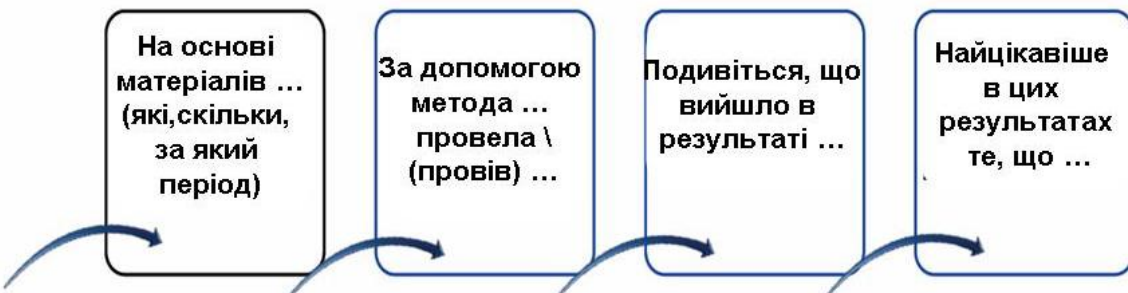 На основі
матеріалів …
(які,скільки,
за який
період)
За допомогою
метода …
провела \
(провів) …
Подивіться, що
вийшло в
результаті …
Найцікавіше
в цих
результатах
те, що …